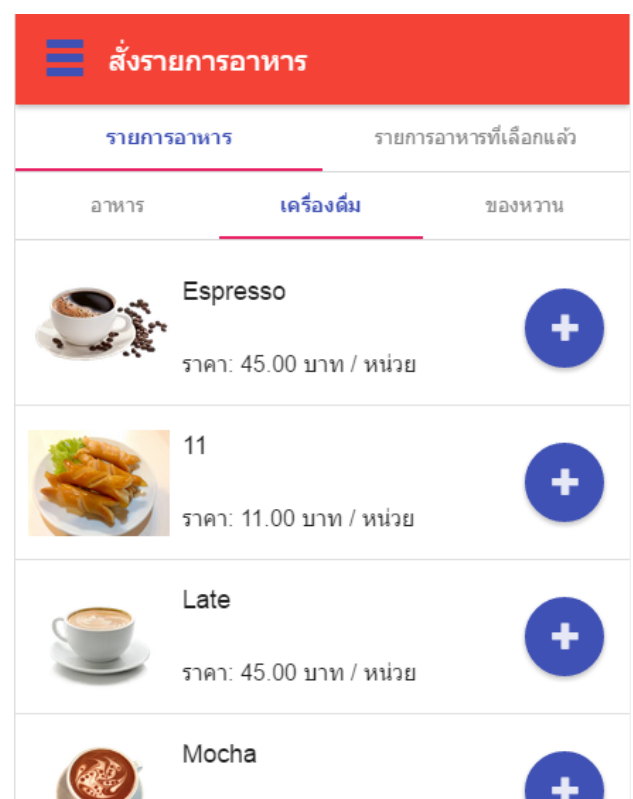 สั่งรายการอาหาร
รายการอาหาร รายการอาหารที่เลือกแล้ว
อาหาร เครื่องดื่ม ของหวาน
Espresso
ราคา: 45.00 บาท / หน่วย
11
ราคา: 11.00 บาท / หน่วย
Late
ราคา: 45.00 บาท / หน่วย
Mocha